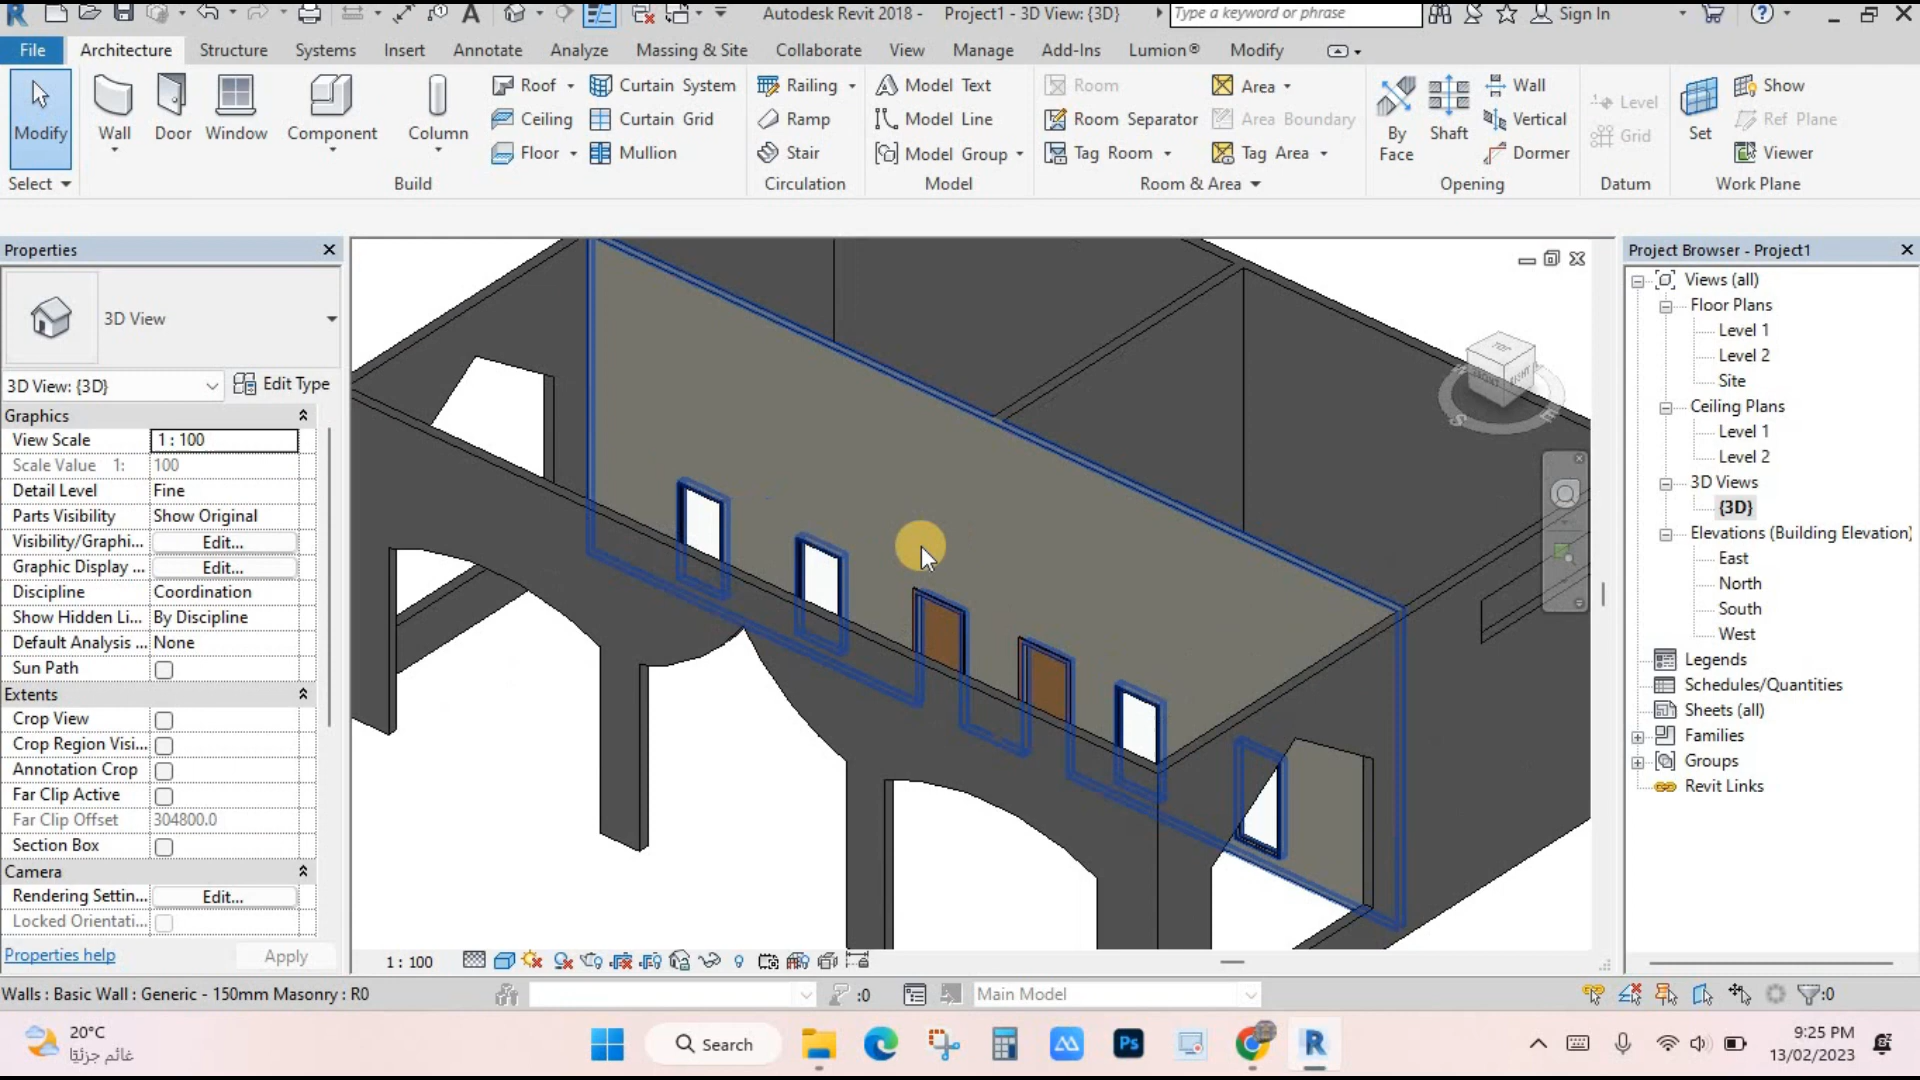 Autodesk Revit 2018 - Project1 - 3D View: {3D}
Type a keyword or phrase
Sign In
File Architecture Structure Systems Insert Annotate Analyze Massing & Site Collaborate View Manage Add-Ins Lumion® Modify
Modify
Wall
Door
Window
Component
Column
Roof
Ceiling
Floor
Curtain System
Curtain Grid
Mullion
Railing
Ramp
Stair
Model Text
Model Line
Model Group
Room
Room Separator
Tag Room
Area
Area Boundary
Tag Area
By Face
Shaft
Wall
Vertical
Dormer
Level
Grid
Set
Show
Ref Plane
Viewer
Select
Build
Circulation
Model
Room & Area
Opening
Datum
Work Plane
Properties
3D View
3D View: {3D}
Edit Type
Graphics
View Scale 1 : 100
Scale Value 1: 100
Detail Level Fine
Parts Visibility Show Original
Visibility/Graphi... Edit...
Graphic Display ... Edit...
Discipline Coordination
Show Hidden Li... By Discipline
Default Analysis ... None
Sun Path
Extents
Crop View
Crop Region Visi...
Annotation Crop
Far Clip Active
Far Clip Offset 304800.0
Section Box
Camera
Rendering Settin... Edit...
Locked Orientati...
Properties help
Apply
TOP
FRONT
RIGHT
S
E
Project Browser - Project1
Views (all)
Floor Plans
Level 1
Level 2
Site
Ceiling Plans
Level 1
Level 2
3D Views
{3D}
Elevations (Building Elevation)
East
North
South
West
Legends
Schedules/Quantities
Sheets (all)
Families
Groups
Revit Links
1 : 100
Walls : Basic Wall : Generic - 150mm Masonry : R0
:0
Main Model
:0
20°C
غائم جزئيًا
Search
Ps
R
9:25 PM
13/02/2023